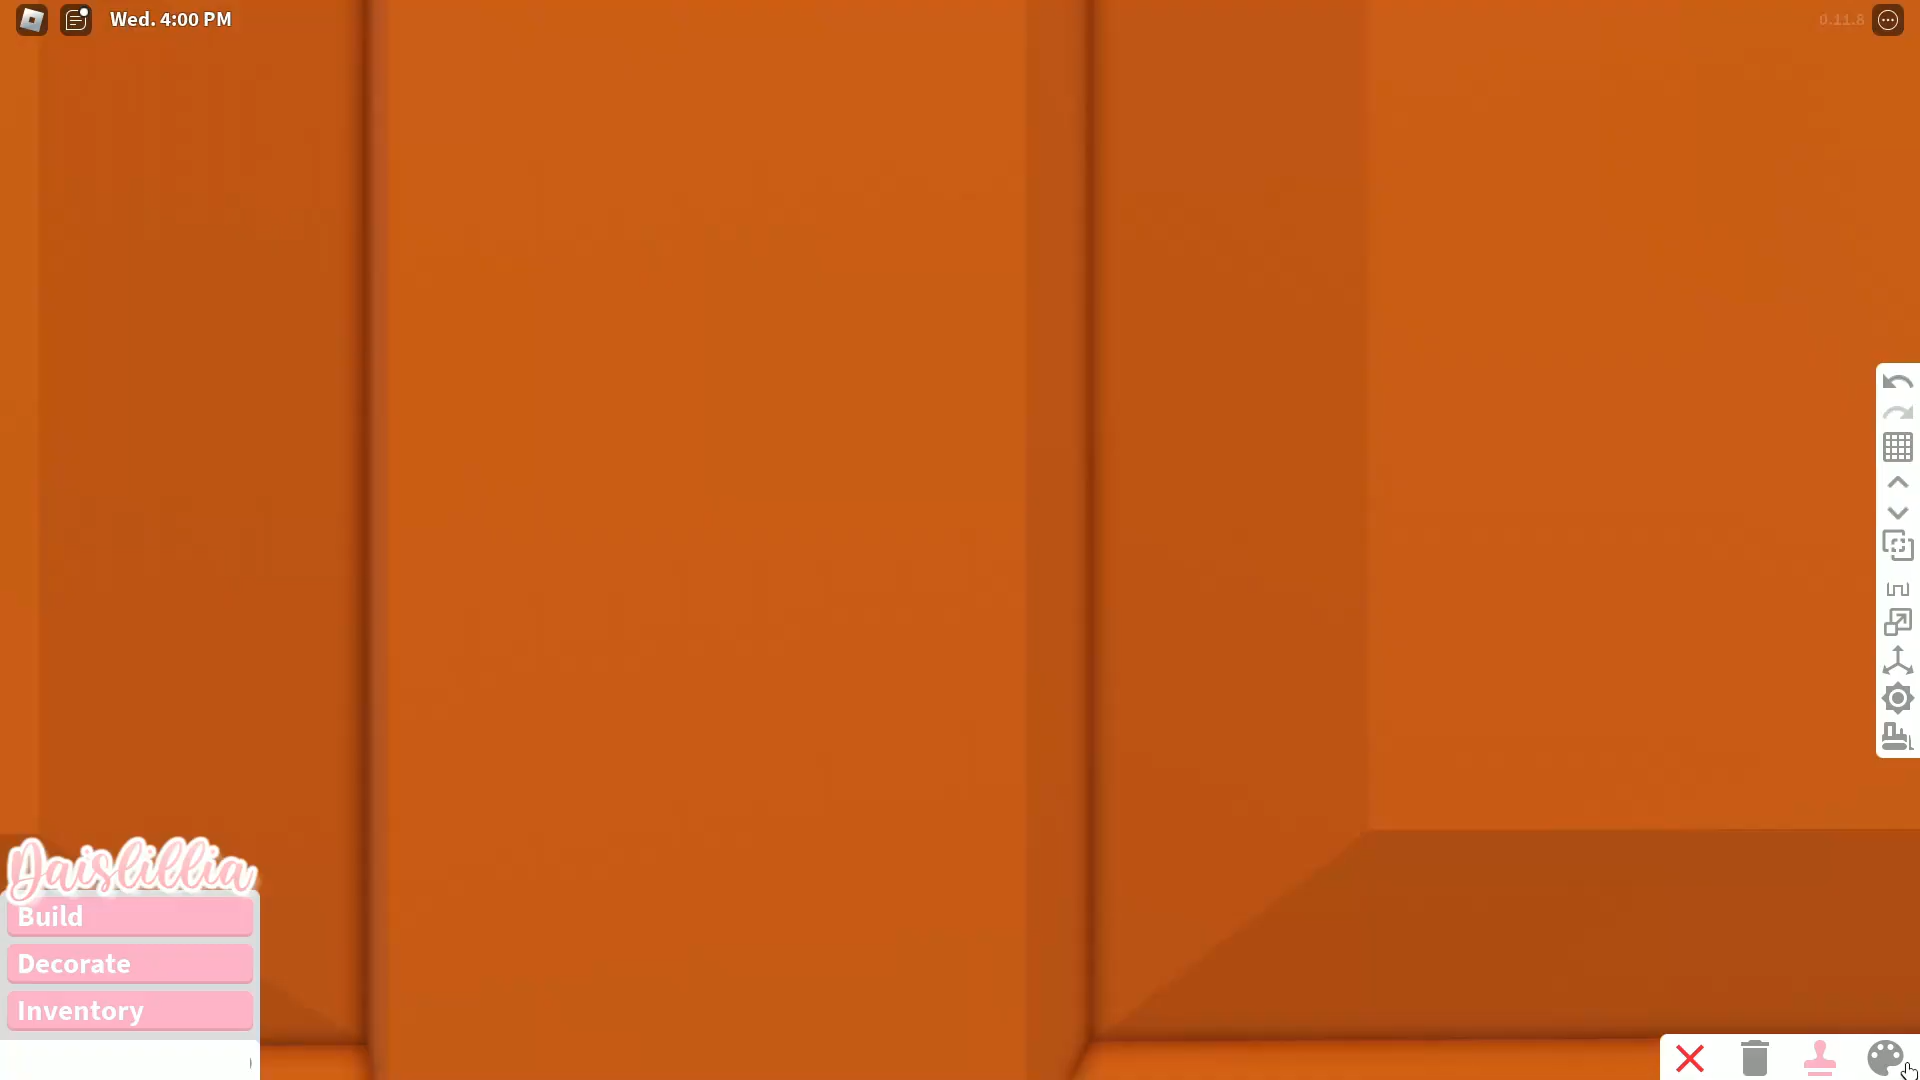 Wed. 4:00 PM
0.11.8
Daislillia
Build
Decorate
Inventory